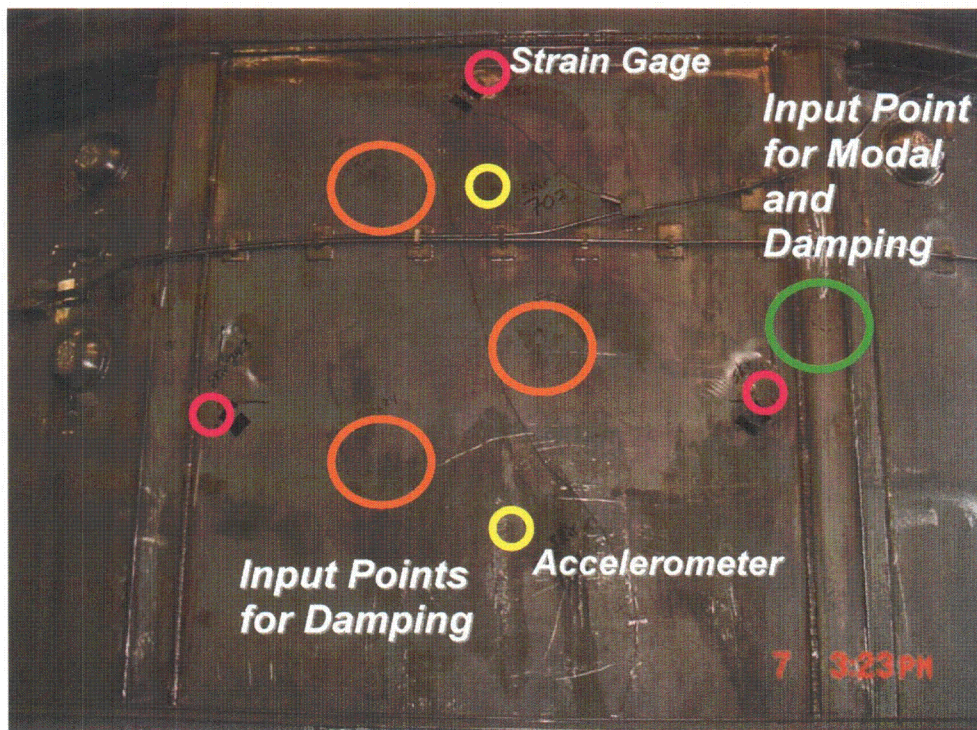 Strain Gage
Input Point
for Modal
and
Damping
Accelerometer
Input Points
for Damping
7 3:23PM